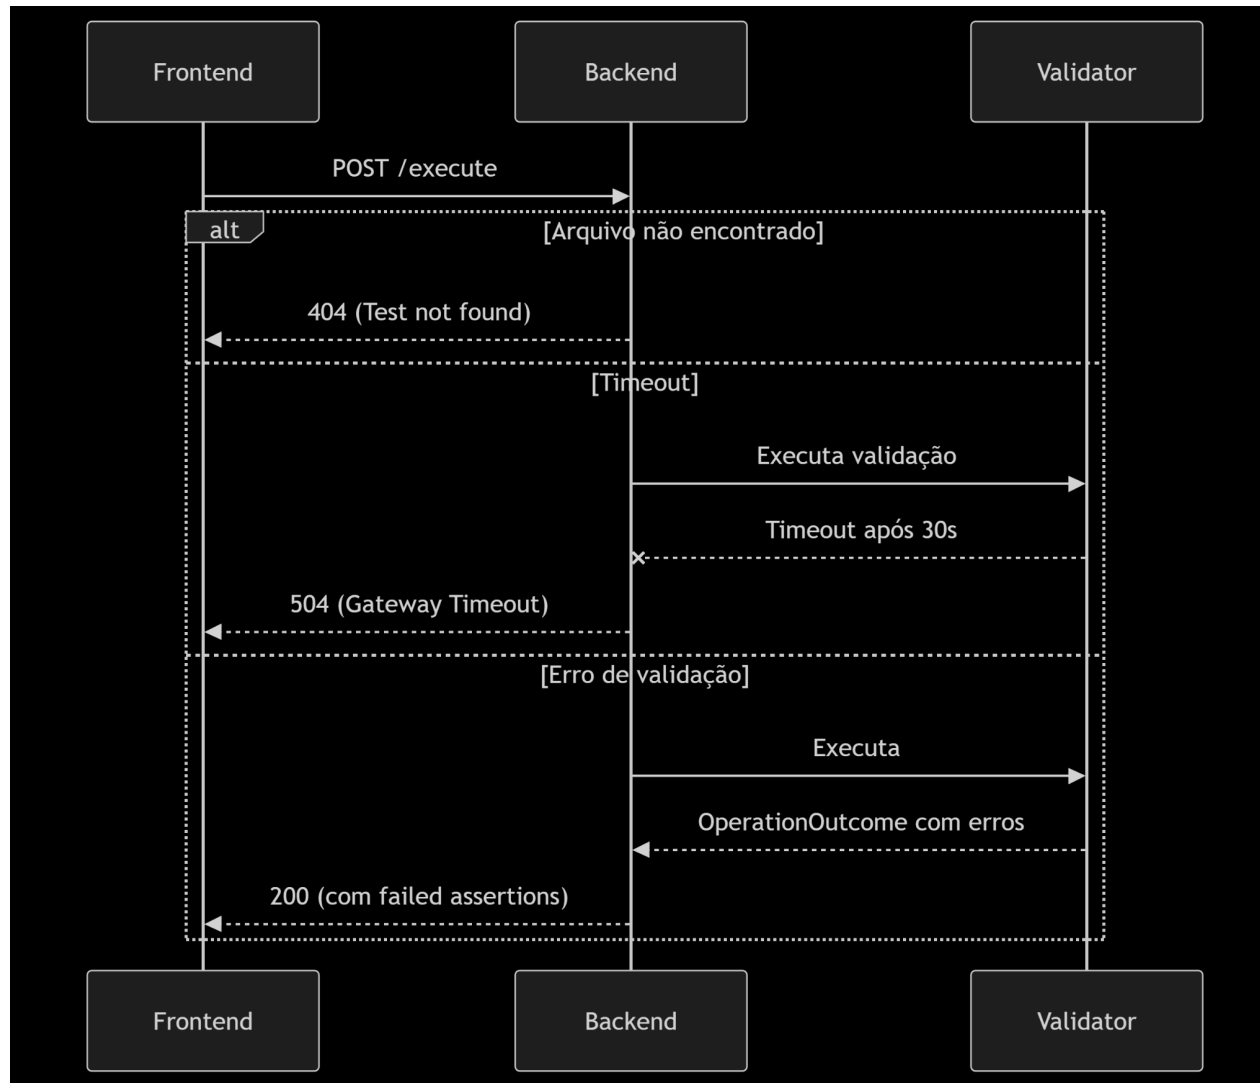 Frontend
Backend
Validator
POST /execute
alt
[Arquivo não encontrado]
404 (Test not found)
[Timeout]
Executa validação
Timeout após 30s
504 (Gateway Timeout)
[Erro de validação]
Executa
OperationOutcome com erros
200 (com failed assertions)
Frontend
Backend
Validator